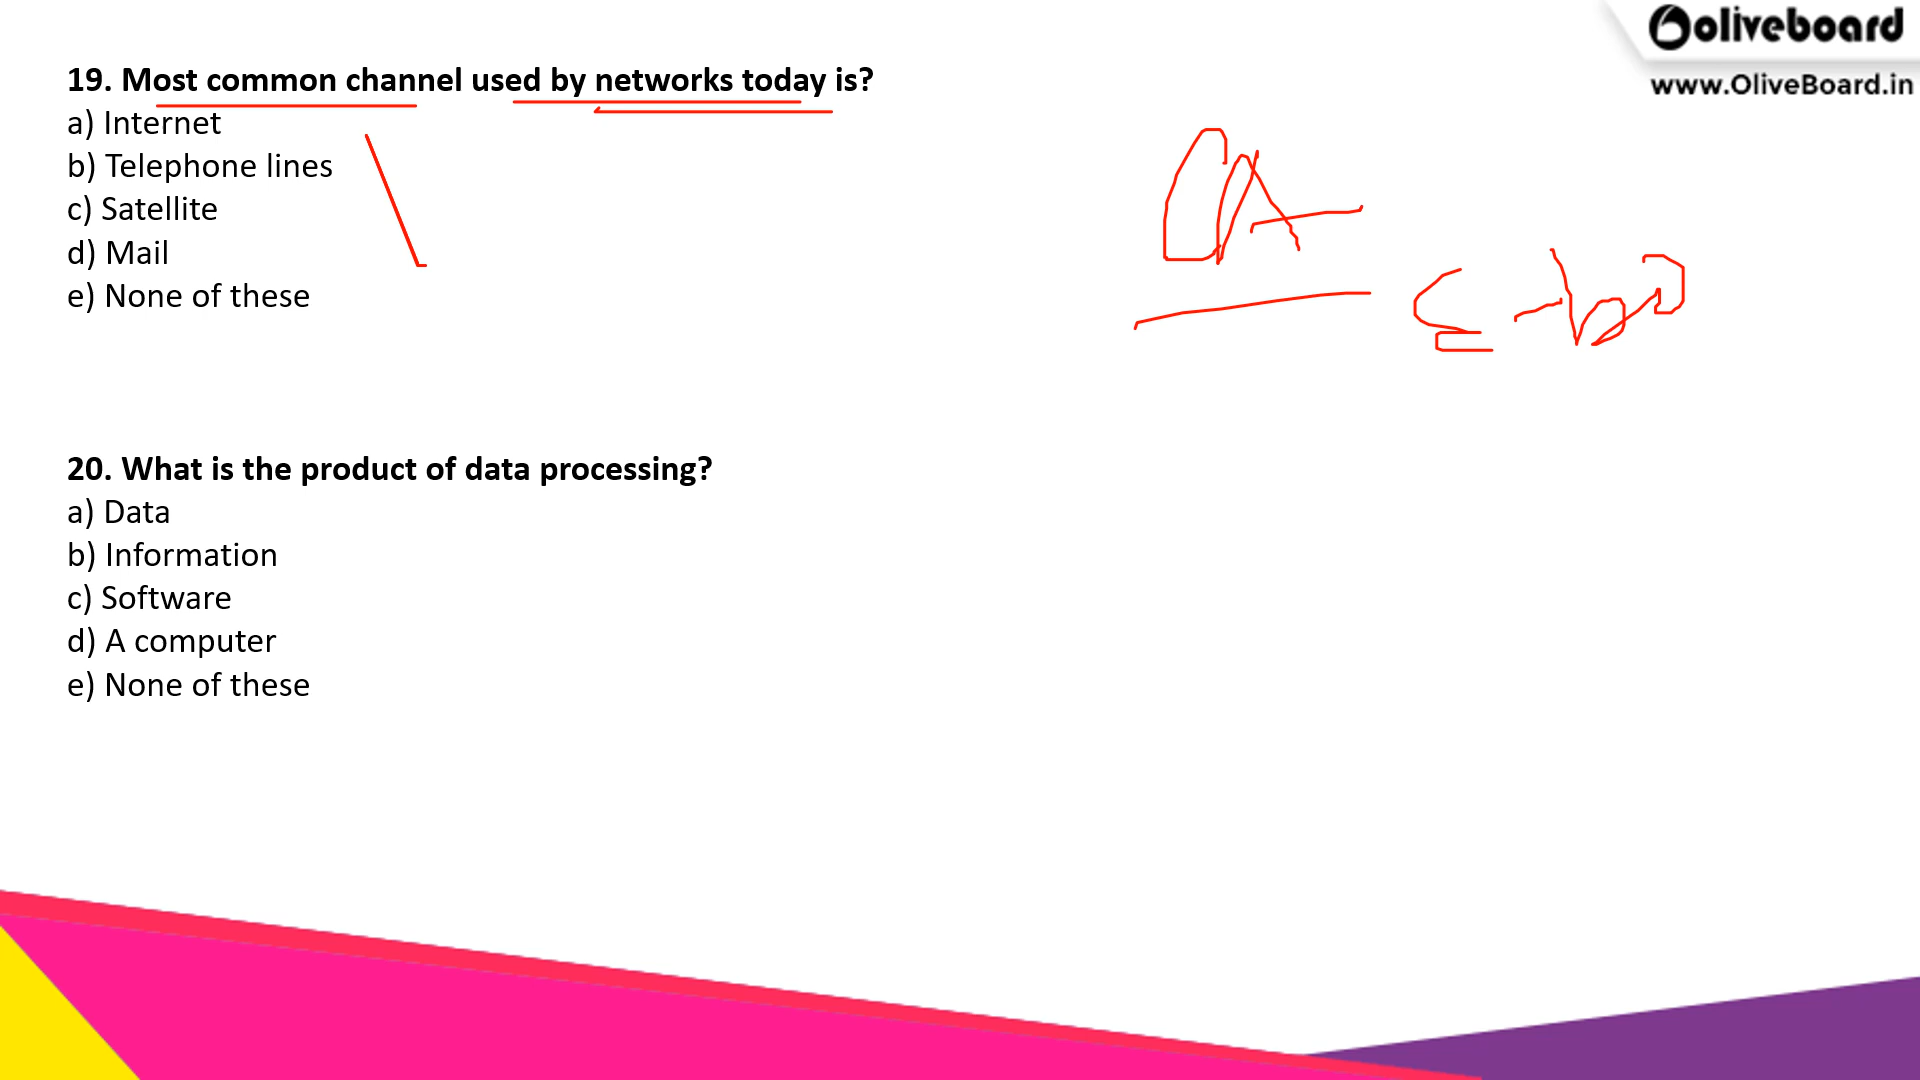 oliveboard
www.OliveBoard.in
19. Most common channel used by networks today is?
a) Internet
b) Telephone lines
c) Satellite
d) Mail
e) None of these
20. What is the product of data processing?
a) Data
b) Information
c) Software
d) A computer
e) None of these